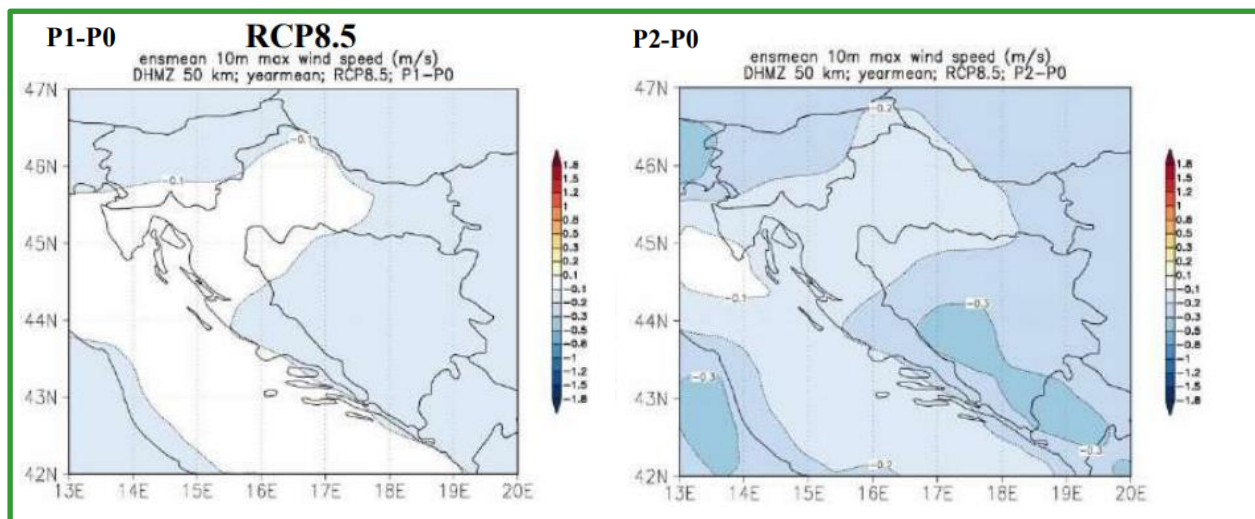 P1-P0 RCP8.5
ensmean 10m max wind speed (m/s)
DHMZ 50 km; yearmean; RCP8.5; P1-P0
47N
46N
45N
44N
43N
42N
13E 14E 15E 16E 17E 18E 19E 20E
-0.1
-0.1
1.8
1.5
1.2
1
0.8
0.6
0.3
0.2
0.1
-0.1
-0.2
-0.3
-0.5
-0.8
-1
-1.2
-1.5
-1.8
P2-P0
ensmean 10m max wind speed (m/s)
DHMZ 50 km; yearmean; RCP8.5; P2-P0
47N
46N
45N
44N
43N
42N
13E 14E 15E 16E 17E 18E 19E 20E
-0.2
-0.1
-0.3
-0.3
-0.2
-0.3
1.8
1.5
1.2
1
0.8
0.3
0.2
0.1
-0.1
-0.2
-0.3
-0.5
-0.8
-1
-1.2
-1.5
-1.8